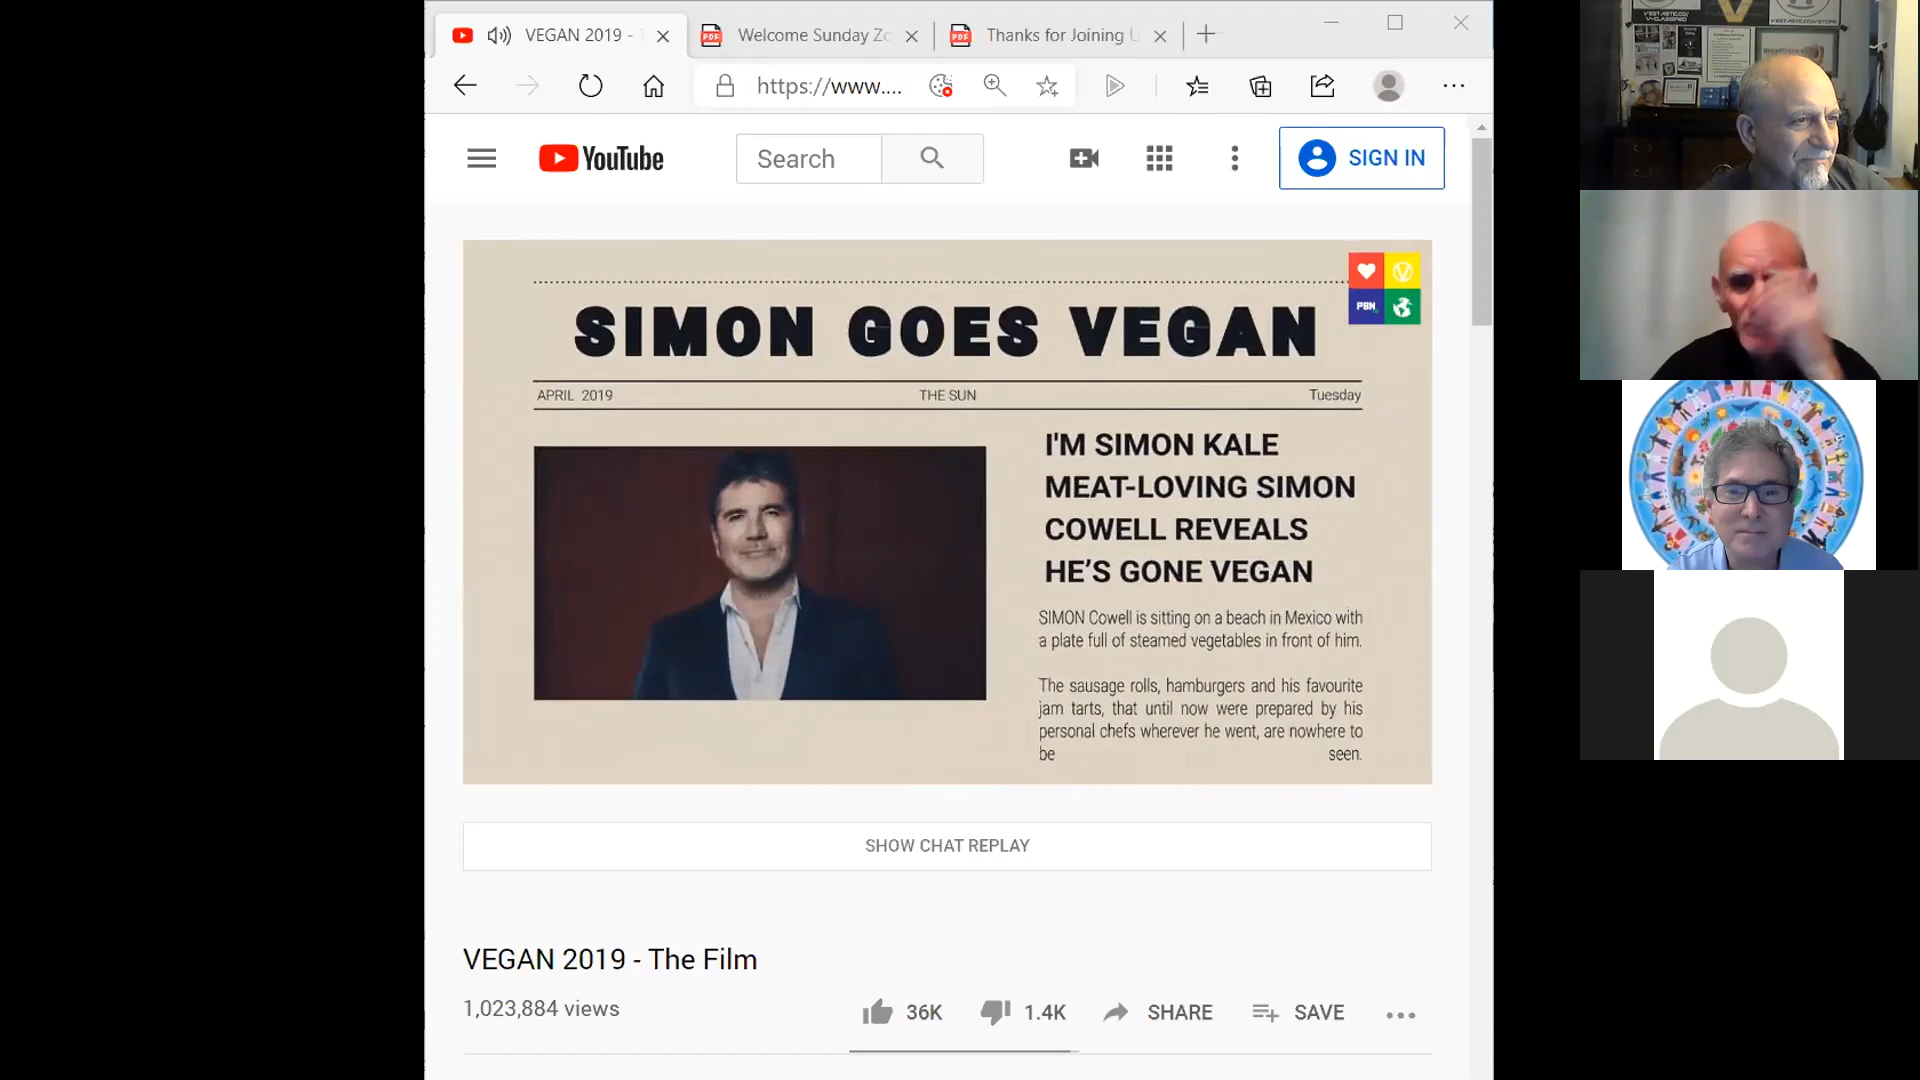 VEGAN 2019 -
Welcome Sunday Zo
Thanks for Joining U
https://www....
YouTube
Search
SIGN IN
SIMON GOES VEGAN
PBN
APRIL 2019
THE SUN
Tuesday
I'M SIMON KALE
MEAT-LOVING SIMON
COWELL REVEALS
HE'S GONE VEGAN
SIMON Cowell is sitting on a beach in Mexico with
a plate full of steamed vegetables in front of him.
The sausage rolls, hamburgers and his favourite
jam tarts, that until now were prepared by his
personal chefs wherever he went, are nowhere to
be seen.
SHOW CHAT REPLAY
VEGAN 2019 - The Film
1,023,884 views
36K
1.4K
SHARE
SAVE